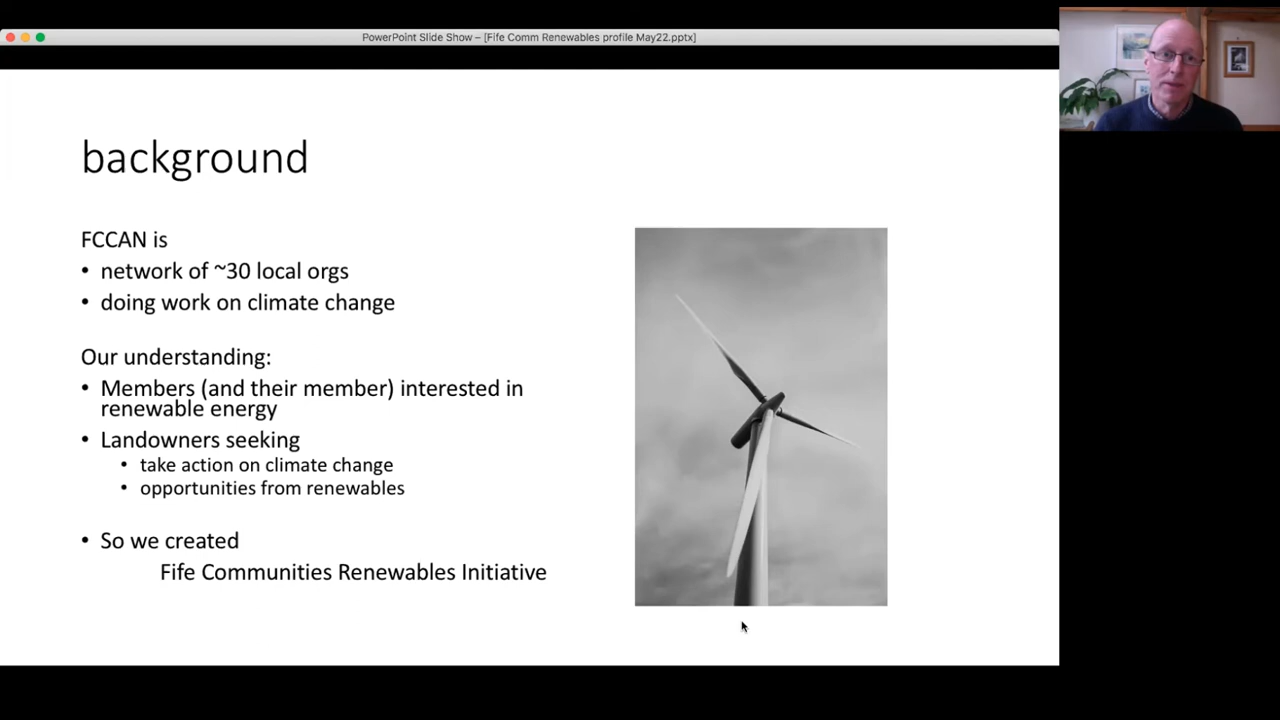 PowerPoint Slide Show – [Fife Comm Renewables profile May22.pptx]
background
FCCAN is
• network of ~30 local orgs
• doing work on climate change
Our understanding:
• Members (and their member) interested in
renewable energy
• Landowners seeking
• take action on climate change
• opportunities from renewables
• So we created
Fife Communities Renewables Initiative